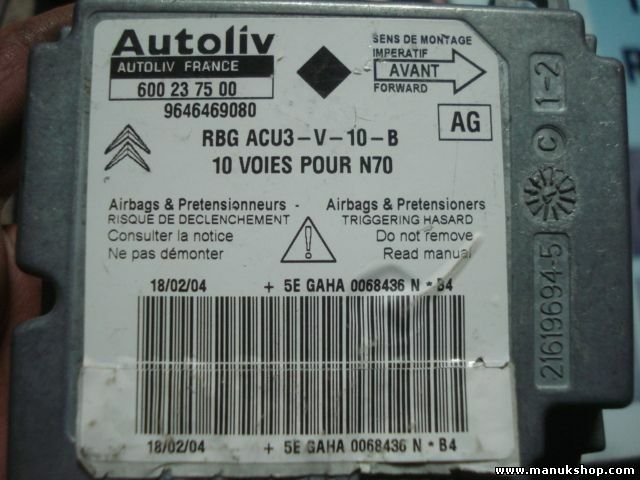 Autoliv
AUTOLIV FRANCE
600 23 75 00
9646469080
SENS DE MONTAGE
IMPERATIF
AVANT
FORWARD
AG
RBG ACU3-V-10-B
10 VOIES POUR N70
Airbags & Pretensionneurs -
RISQUE DE DECLENCHEMENT
Consulter la notice
Ne pas démonter
!
Airbags & Pretensioners
TRIGGERING HASARD
Do not remove
Read manual
18/02/04 + 5E GAHA 0068436 N * B4
18/02/04 + 5E GAHA 0068436 N * B4
21619694-5 C 1-2
www.manukshop.com